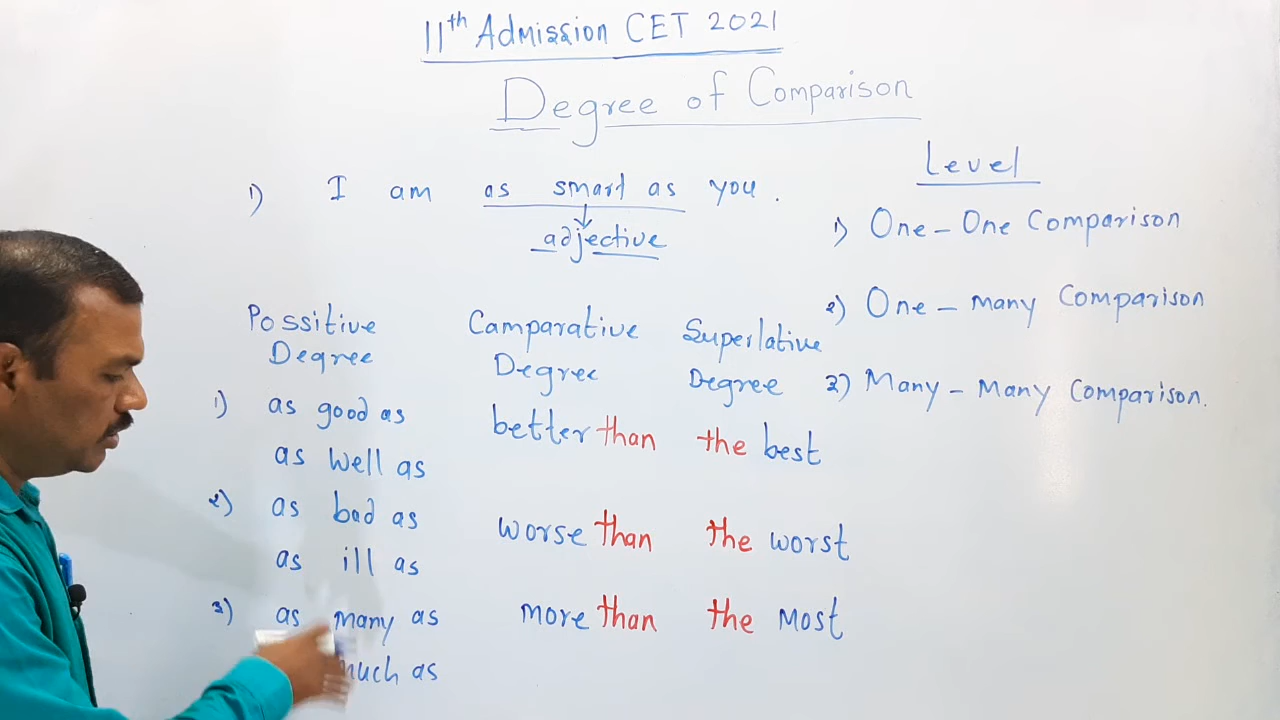 11th Admission CET 2021
Degree of Comparison
1) I am as smart as you.
adjective
Level
1) One - One Comparison
2) One - many Comparison
3) Many - Many Comparison.
Possitive Degree
Camparative Degree
Superlative Degree
1) as good as better than the best
as well as
2) as bad as worse than the worst
as ill as
3) as many as more than the most
much as